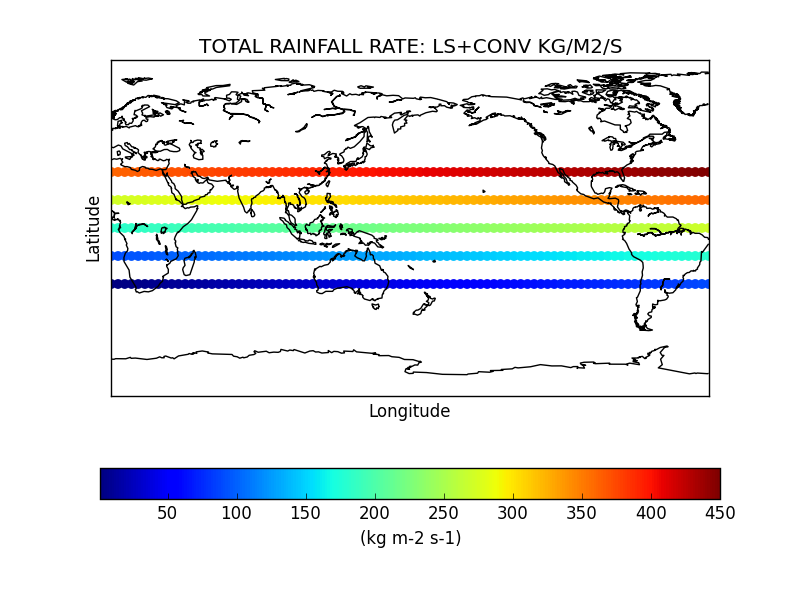 TOTAL RAINFALL RATE: LS+CONV KG/M2/S
Latitude
Longitude
50 100 150 200 250 300 350 400 450
(kg m-2 s-1)